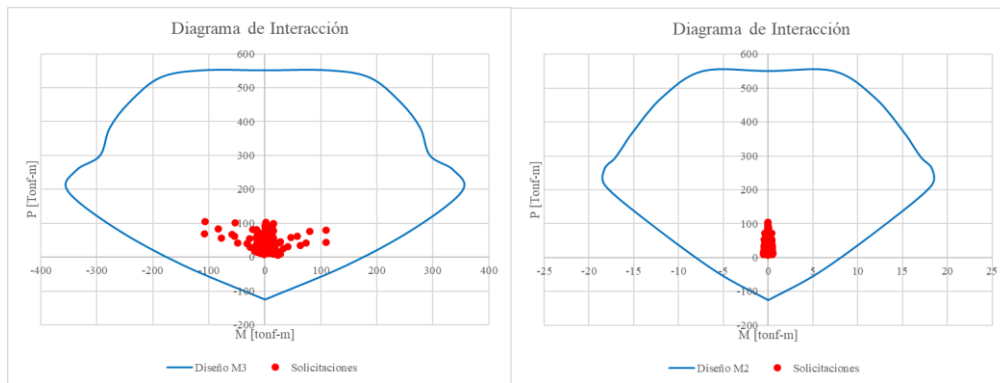 Diagrama de Interacción
600
500
400
300
200
100
0
-100
-200
-400 -300 -200 -100 0 100 200 300 400
P [Tonf-m]
M [tonf-m]
Diseño M3 Solicitaciones
Diagrama de Interacción
600
500
400
300
200
100
0
-100
-200
-25 -20 -15 -10 -5 0 5 10 15 20 25
P [Tonf-m]
M [tonf-m]
Diseño M2 Solicitaciones